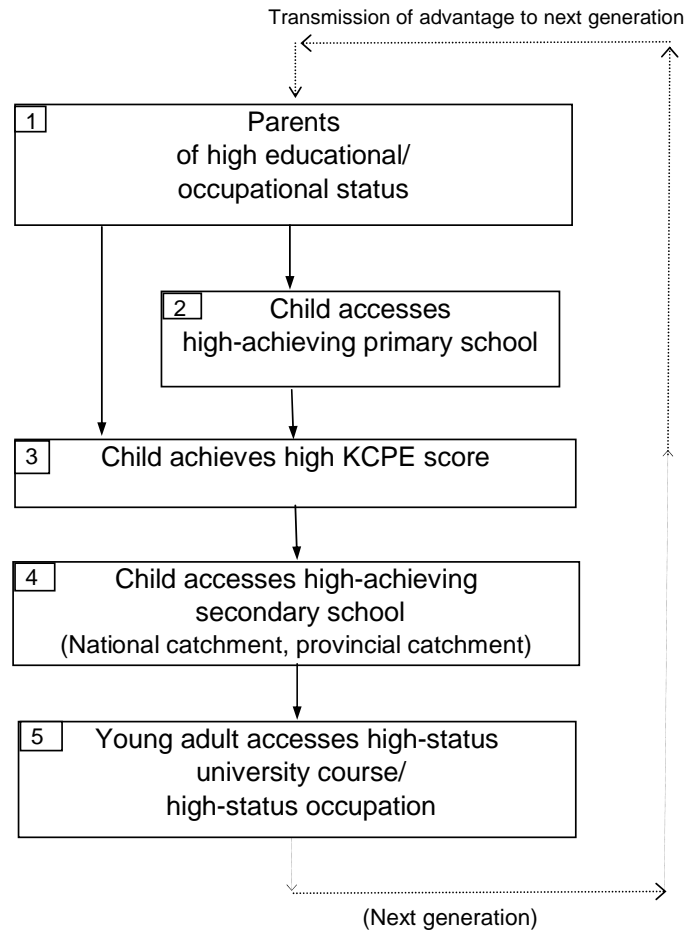 Transmission of advantage to next generation
1
Parents
of high educational/
occupational status
2
Child accesses
high-achieving primary school
3
Child achieves high KCPE score
4
Child accesses high-achieving
secondary school
(National catchment, provincial catchment)
5
Young adult accesses high-status
university course/
high-status occupation
(Next generation)